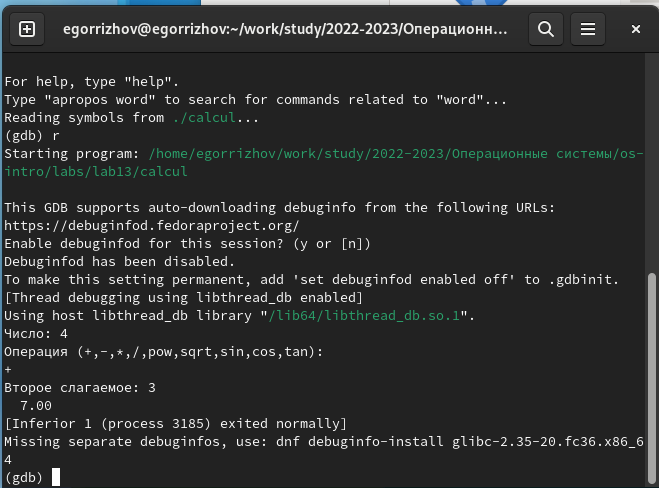 egorrizhov@egorrizhov:~/work/study/2022-2023/Операционн...
For help, type "help".
Type "apropos word" to search for commands related to "word"...
Reading symbols from ./calcul...
(gdb) r
Starting program: /home/egorrizhov/work/study/2022-2023/Операционные системы/os-
intro/labs/lab13/calcul
This GDB supports auto-downloading debuginfo from the following URLs:
https://debuginfod.fedoraproject.org/
Enable debuginfod for this session? (y or [n])
Debuginfod has been disabled.
To make this setting permanent, add 'set debuginfod enabled off' to .gdbinit.
[Thread debugging using libthread_db enabled]
Using host libthread_db library "/lib64/libthread_db.so.1".
Число: 4
Операция (+,-,*,/,pow,sqrt,sin,cos,tan):
+
Второе слагаемое: 3
  7.00
[Inferior 1 (process 3185) exited normally]
Missing separate debuginfos, use: dnf debuginfo-install glibc-2.35-20.fc36.x86_6
4
(gdb)